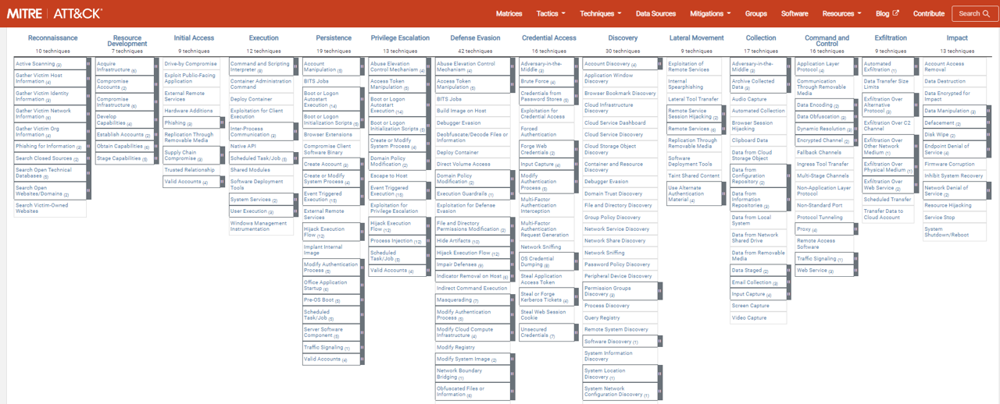 MITRE | ATT&CK®
Matrices
Tactics
Techniques
Data Sources
Mitigations
Groups
Software
Resources
Blog
Contribute
Search
Reconnaissance
10 techniques
Active Scanning (3)
Gather Victim Host
Information (4)
Gather Victim Identity
Information (3)
Gather Victim Network
Information (6)
Gather Victim Org
Information (4)
Phishing for Information (3)
Search Closed Sources (2)
Search Open Technical
Databases (5)
Search Open
Websites/Domains (2)
Search Victim-Owned
Websites
Resource
Development
7 techniques
Acquire
Infrastructure (6)
Compromise
Accounts (2)
Compromise
Infrastructure (6)
Develop
Capabilities (4)
Establish Accounts (2)
Obtain Capabilities (6)
Stage Capabilities (5)
Initial Access
9 techniques
Drive-by Compromise
Exploit Public-Facing
Application
External Remote
Services
Hardware Additions
Phishing (3)
Replication Through
Removable Media
Supply Chain
Compromise (3)
Trusted Relationship
Valid Accounts (4)
Execution
12 techniques
Command and Scripting
Interpreter (8)
Container Administration
Command
Deploy Container
Exploitation for Client
Execution
Inter-Process
Communication (3)
Native API
Scheduled Task/Job (5)
Shared Modules
Software Deployment
Tools
System Services (2)
User Execution (3)
Windows Management
Instrumentation
Persistence
19 techniques
Account
Manipulation (5)
BITS Jobs
Boot or Logon
Autostart
Execution (14)
Boot or Logon
Initialization Scripts (5)
Browser Extensions
Compromise Client
Software Binary
Create Account (3)
Create or Modify
System Process (4)
Event Triggered
Execution (15)
External Remote
Services
Hijack Execution
Flow (12)
Implant Internal
Image
Modify Authentication
Process (5)
Office Application
Startup (6)
Pre-OS Boot (5)
Scheduled
Task/Job (5)
Server Software
Component (5)
Traffic Signaling (1)
Valid Accounts (4)
Privilege Escalation
13 techniques
Abuse Elevation
Control Mechanism (4)
Access Token
Manipulation (5)
Boot or Logon
Autostart
Execution (14)
Boot or Logon
Initialization Scripts (5)
Create or Modify
System Process (4)
Domain Policy
Modification (2)
Escape to Host
Event Triggered
Execution (15)
Exploitation for
Privilege Escalation
Hijack Execution
Flow (12)
Process Injection (12)
Scheduled
Task/Job (5)
Valid Accounts (4)
Defense Evasion
42 techniques
Abuse Elevation Control
Mechanism (4)
Access Token
Manipulation (5)
BITS Jobs
Build Image on Host
Debugger Evasion
Deobfuscate/Decode Files or
Information
Deploy Container
Direct Volume Access
Domain Policy
Modification (2)
Execution Guardrails (1)
Exploitation for Defense
Evasion
File and Directory
Permissions Modification (2)
Hide Artifacts (10)
Hijack Execution Flow (12)
Impair Defenses (9)
Indicator Removal on Host (6)
Indirect Command Execution
Masquerading (7)
Modify Authentication
Process (5)
Modify Cloud Compute
Infrastructure (4)
Modify Registry
Modify System Image (2)
Network Boundary
Bridging (1)
Obfuscated Files or
Information (6)
Credential Access
16 techniques
Adversary-in-the-
Middle (3)
Brute Force (4)
Credentials from
Password Stores (5)
Exploitation for
Credential Access
Forced
Authentication
Forge Web
Credentials (2)
Input Capture (4)
Modify
Authentication
Process (5)
Multi-Factor
Authentication
Interception
Multi-Factor
Authentication
Request Generation
Network Sniffing
OS Credential
Dumping (8)
Steal Application
Access Token
Steal or Forge
Kerberos Tickets (4)
Steal Web Session
Cookie
Unsecured
Credentials (7)
Discovery
30 techniques
Account Discovery (4)
Application Window
Discovery
Browser Bookmark Discovery
Cloud Infrastructure
Discovery
Cloud Service Dashboard
Cloud Service Discovery
Cloud Storage Object
Discovery
Container and Resource
Discovery
Debugger Evasion
Domain Trust Discovery
File and Directory Discovery
Group Policy Discovery
Network Service Discovery
Network Share Discovery
Network Sniffing
Password Policy Discovery
Peripheral Device Discovery
Permission Groups
Discovery (3)
Process Discovery
Query Registry
Remote System Discovery
Software Discovery (1)
System Information
Discovery
System Location
Discovery (1)
System Network
Configuration Discovery (1)
Lateral Movement
9 techniques
Exploitation of
Remote Services
Internal
Spearphishing
Lateral Tool Transfer
Remote Service
Session Hijacking (2)
Remote Services (6)
Replication Through
Removable Media
Software
Deployment Tools
Taint Shared Content
Use Alternate
Authentication
Material (4)
Collection
17 techniques
Adversary-in-the-
Middle (3)
Archive Collected
Data (3)
Audio Capture
Automated Collection
Browser Session
Hijacking
Clipboard Data
Data from Cloud
Storage Object
Data from
Configuration
Repository (2)
Data from
Information
Repositories (3)
Data from Local
System
Data from Network
Shared Drive
Data from Removable
Media
Data Staged (2)
Email Collection (3)
Input Capture (4)
Screen Capture
Video Capture
Command and
Control
16 techniques
Application Layer
Protocol (4)
Communication
Through Removable
Media
Data Encoding (2)
Data Obfuscation (3)
Dynamic Resolution (3)
Encrypted Channel (2)
Fallback Channels
Ingress Tool Transfer
Multi-Stage Channels
Non-Application Layer
Protocol
Non-Standard Port
Protocol Tunneling
Proxy (4)
Remote Access
Software
Traffic Signaling (1)
Web Service (3)
Exfiltration
9 techniques
Automated
Exfiltration (1)
Data Transfer Size
Limits
Exfiltration Over
Alternative
Protocol (3)
Exfiltration Over C2
Channel
Exfiltration Over
Other Network
Medium (1)
Exfiltration Over
Physical Medium (1)
Exfiltration Over
Web Service (2)
Scheduled Transfer
Transfer Data to
Cloud Account
Impact
13 techniques
Account Access
Removal
Data Destruction
Data Encrypted for
Impact
Data Manipulation (3)
Defacement (2)
Disk Wipe (2)
Endpoint Denial of
Service (4)
Firmware Corruption
Inhibit System Recovery
Network Denial of
Service (2)
Resource Hijacking
Service Stop
System
Shutdown/Reboot